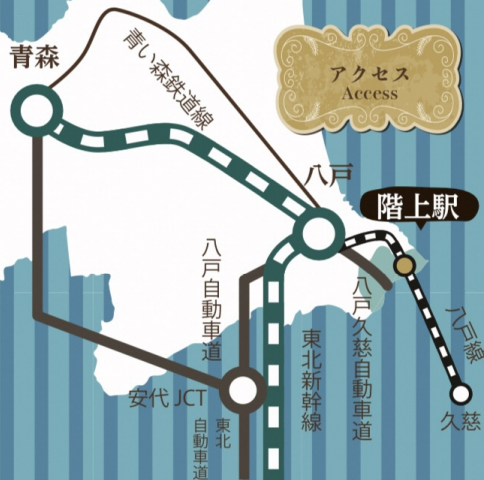 アクセス
Access
青森
青い森鉄道線
八戸
階上駅
八戸自動車道
八戸久慈自動車道
八戸線
東北新幹線
安代 JCT
久慈
東北
自動車道